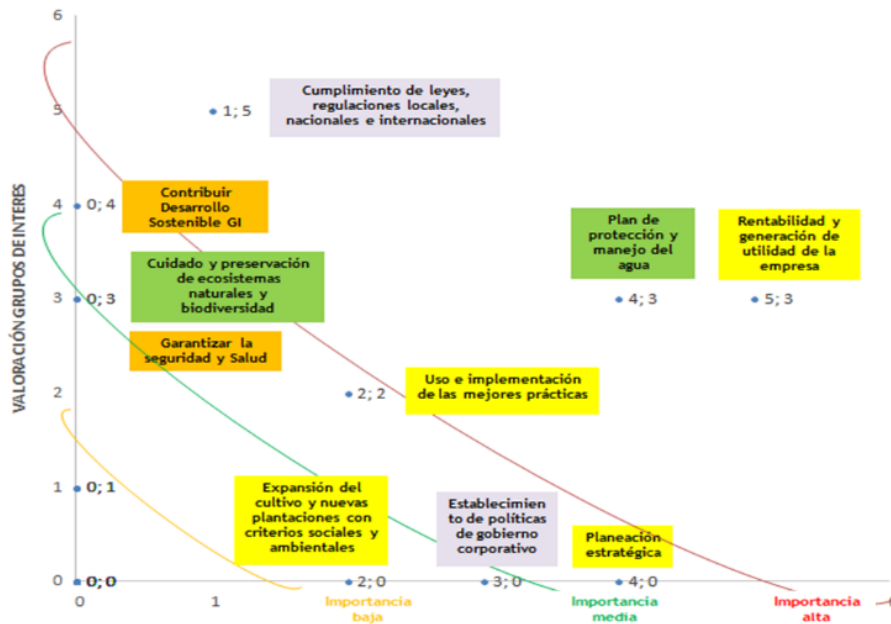 6
5
4
3
2
1
0
VALORACIÓN GRUPOS DE INTERES
1; 5
Cumplimiento de leyes,
regulaciones locales,
nacionales e internacionales
0; 4
Contribuir
Desarrollo
Sostenible GI
Plan de
protección y
manejo del
agua
Rentabilidad y
generación de
utilidad de la
empresa
0; 3
Cuidado y preservación
de ecosistemas
naturales y
biodiversidad
4; 3
5; 3
Garantizar la
seguridad y Salud
2; 2
Uso e implementación
de las mejores prácticas
0; 1
Expansión del
cultivo y nuevas
plantaciones con
criterios sociales y
ambientales
Establecimien
to de políticas
de gobierno
corporativo
Planeación
estratégica
0; 0
2; 0
3; 0
4; 0
0
1
Importancia
baja
Importancia
media
Importancia
alta